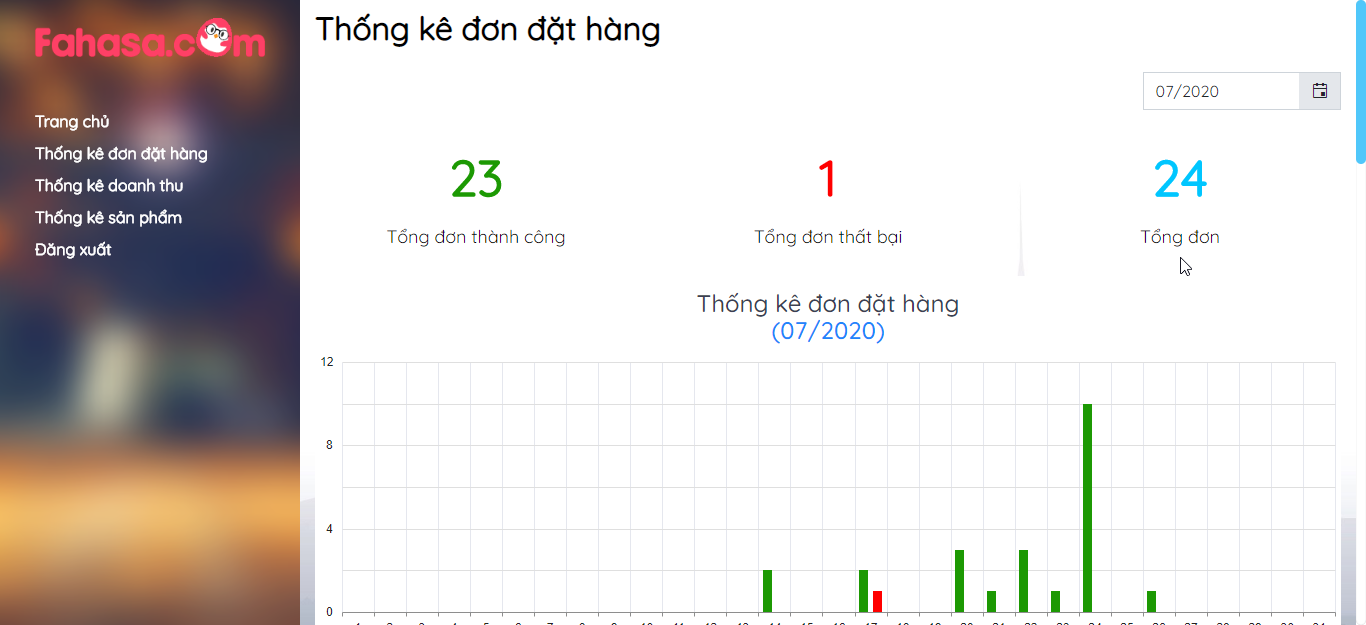 Fahasa.com
Trang chủ
Thống kê đơn đặt hàng
Thống kê doanh thu
Thống kê sản phẩm
Đăng xuất
Thống kê đơn đặt hàng
07/2020
23
1
24
Tổng đơn thành công
Tổng đơn thất bại
Tổng đơn
Thống kê đơn đặt hàng
(07/2020)
12
8
4
0